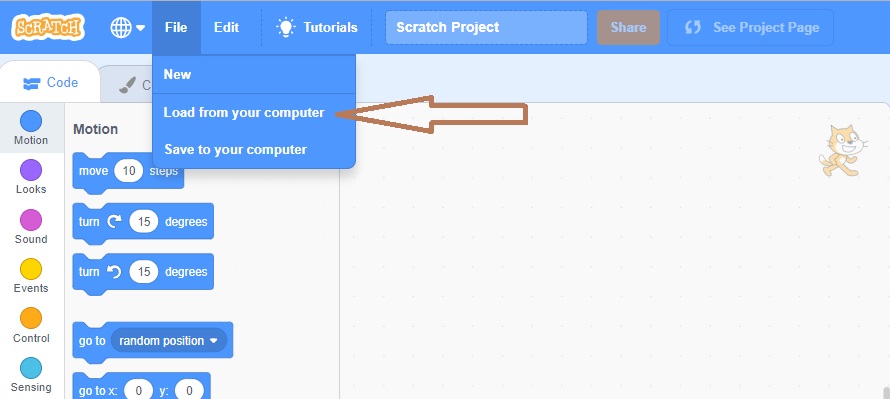 SCRATCH
File Edit Tutorials Scratch Project Share See Project Page
New
Load from your computer
Save to your computer
Code C
Motion
Looks
Sound
Events
Control
Sensing
Motion
move 10 steps
turn 15 degrees
turn 15 degrees
go to random position
go to x: 0 y: 0